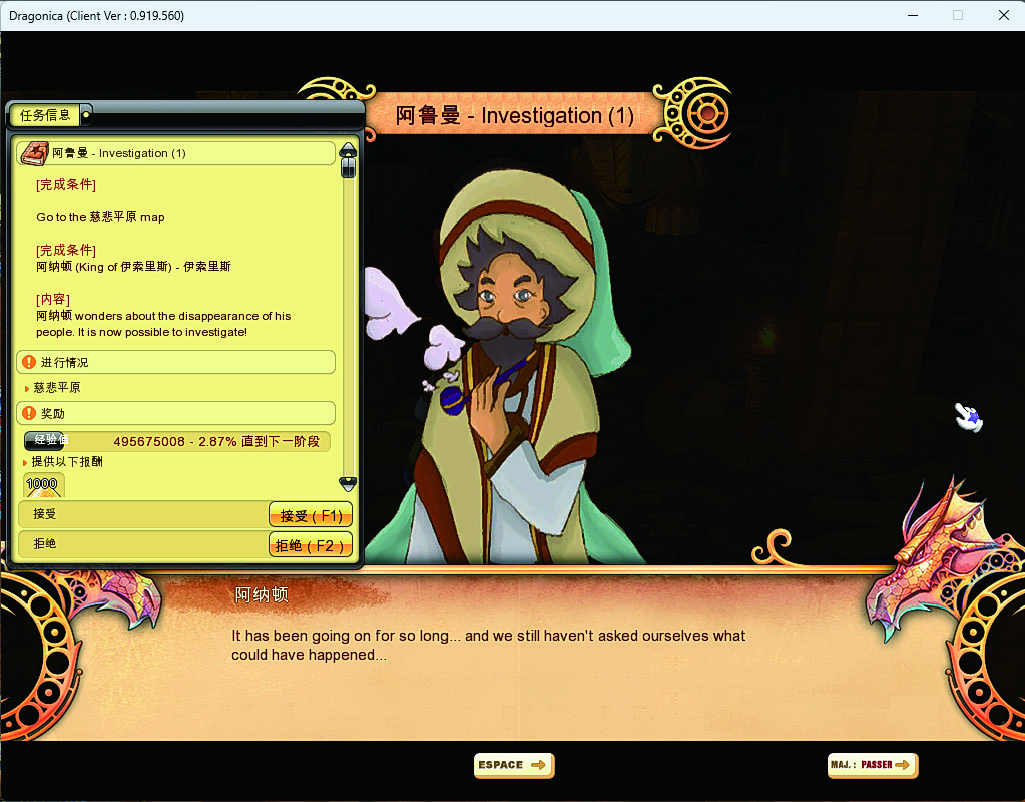 Dragonica (Client Ver : 0.919.560)
阿鲁曼 - Investigation (1)
任务信息
阿鲁曼 - Investigation (1)
[完成条件]
Go to the 慈悲平原 map
[完成条件]
阿纳顿 (King of 伊索里斯) - 伊索里斯
[内容]
阿纳顿 wonders about the disappearance of his
people. It is now possible to investigate!
进行情况
慈悲平原
奖励
经验值 495675008 - 2.87% 直到下一阶段
提供以下报酬
1000
接受 接受 ( F1)
拒绝 拒绝 ( F2 )
阿纳顿
It has been going on for so long... and we still haven't asked ourselves what
could have happened...
ESPACE
MAJ. : PASSER